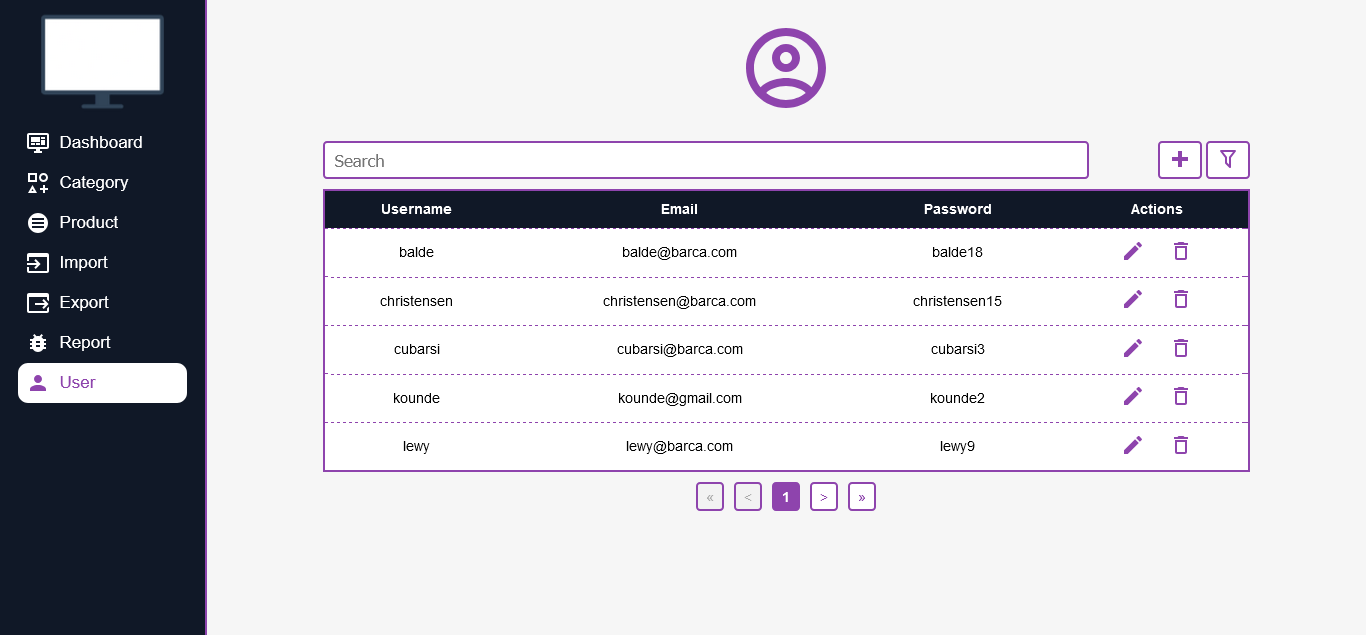 Dashboard
Category
Product
Import
Export
Report
User
Search
Username Email Password Actions
balde balde@barca.com balde18
christensen christensen@barca.com christensen15
cubarsi cubarsi@barca.com cubarsi3
kounde kounde@gmail.com kounde2
lewy lewy@barca.com lewy9
« < 1 > »